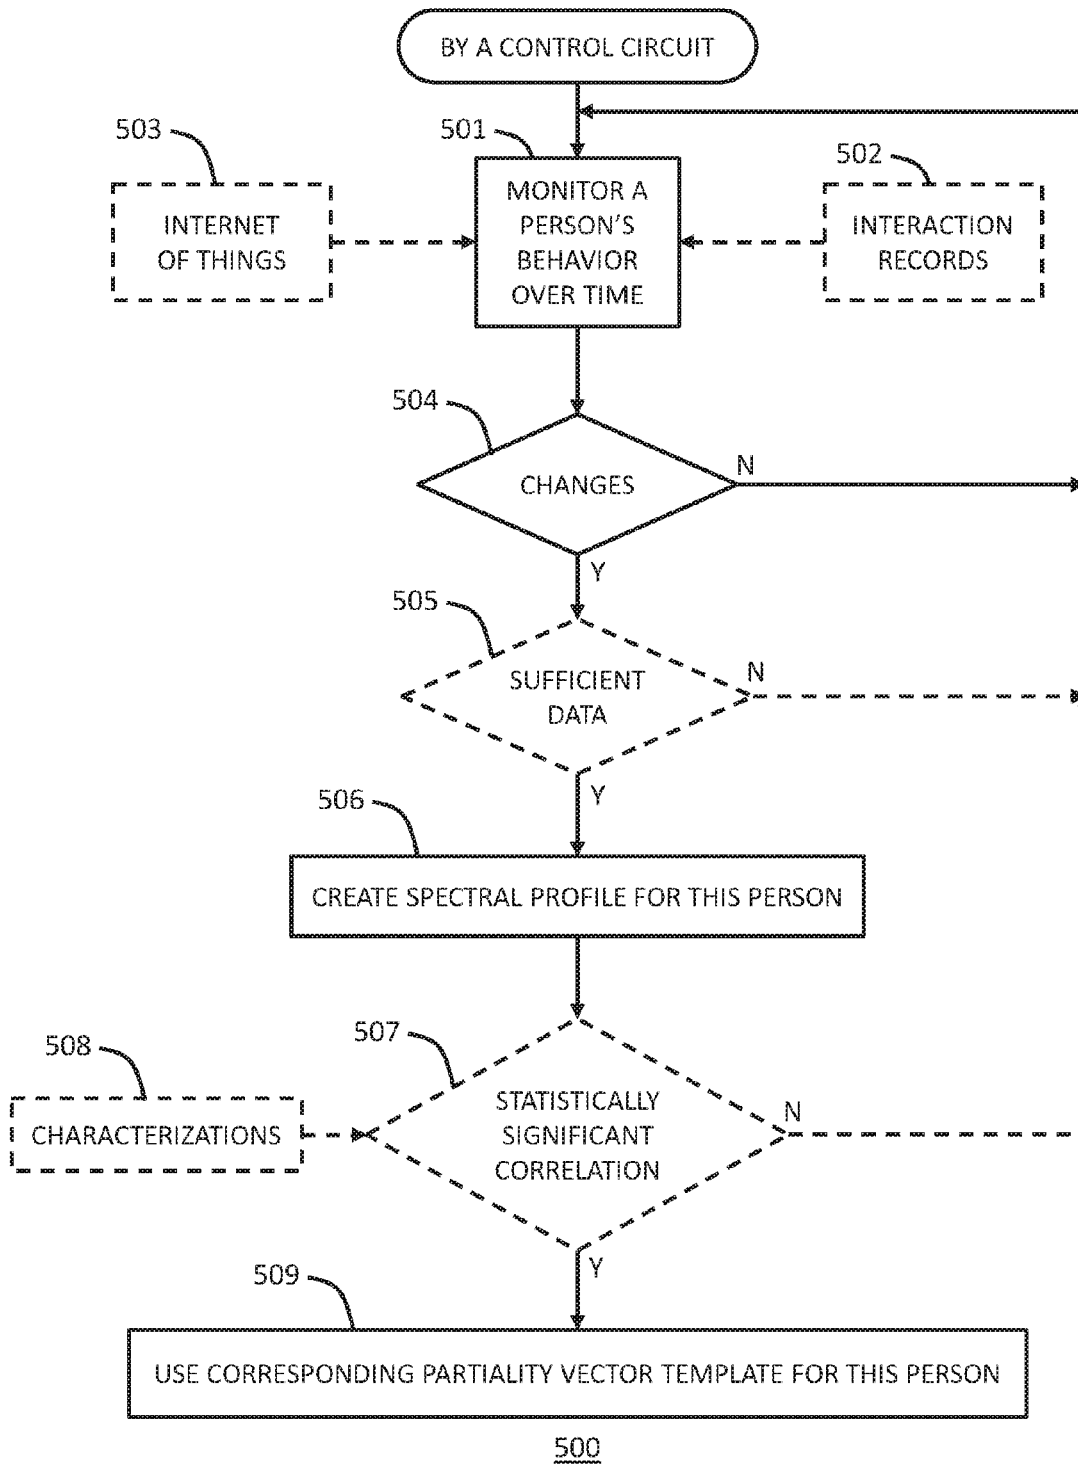 BY A CONTROL CIRCUIT
503
501
502
INTERNET
OF THINGS
MONITOR A
PERSON'S
BEHAVIOR
OVER TIME
INTERACTION
RECORDS
504
CHANGES
N
Y
505
SUFFICIENT
DATA
N
Y
506
CREATE SPECTRAL PROFILE FOR THIS PERSON
508
507
CHARACTERIZATIONS
STATISTICALLY
SIGNIFICANT
CORRELATION
N
Y
509
USE CORRESPONDING PARTIALITY VECTOR TEMPLATE FOR THIS PERSON
500